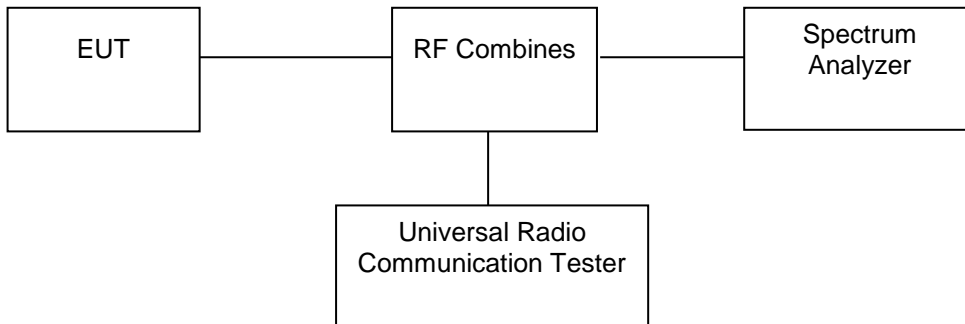 EUT
RF Combines
Spectrum
Analyzer
Universal Radio
Communication Tester